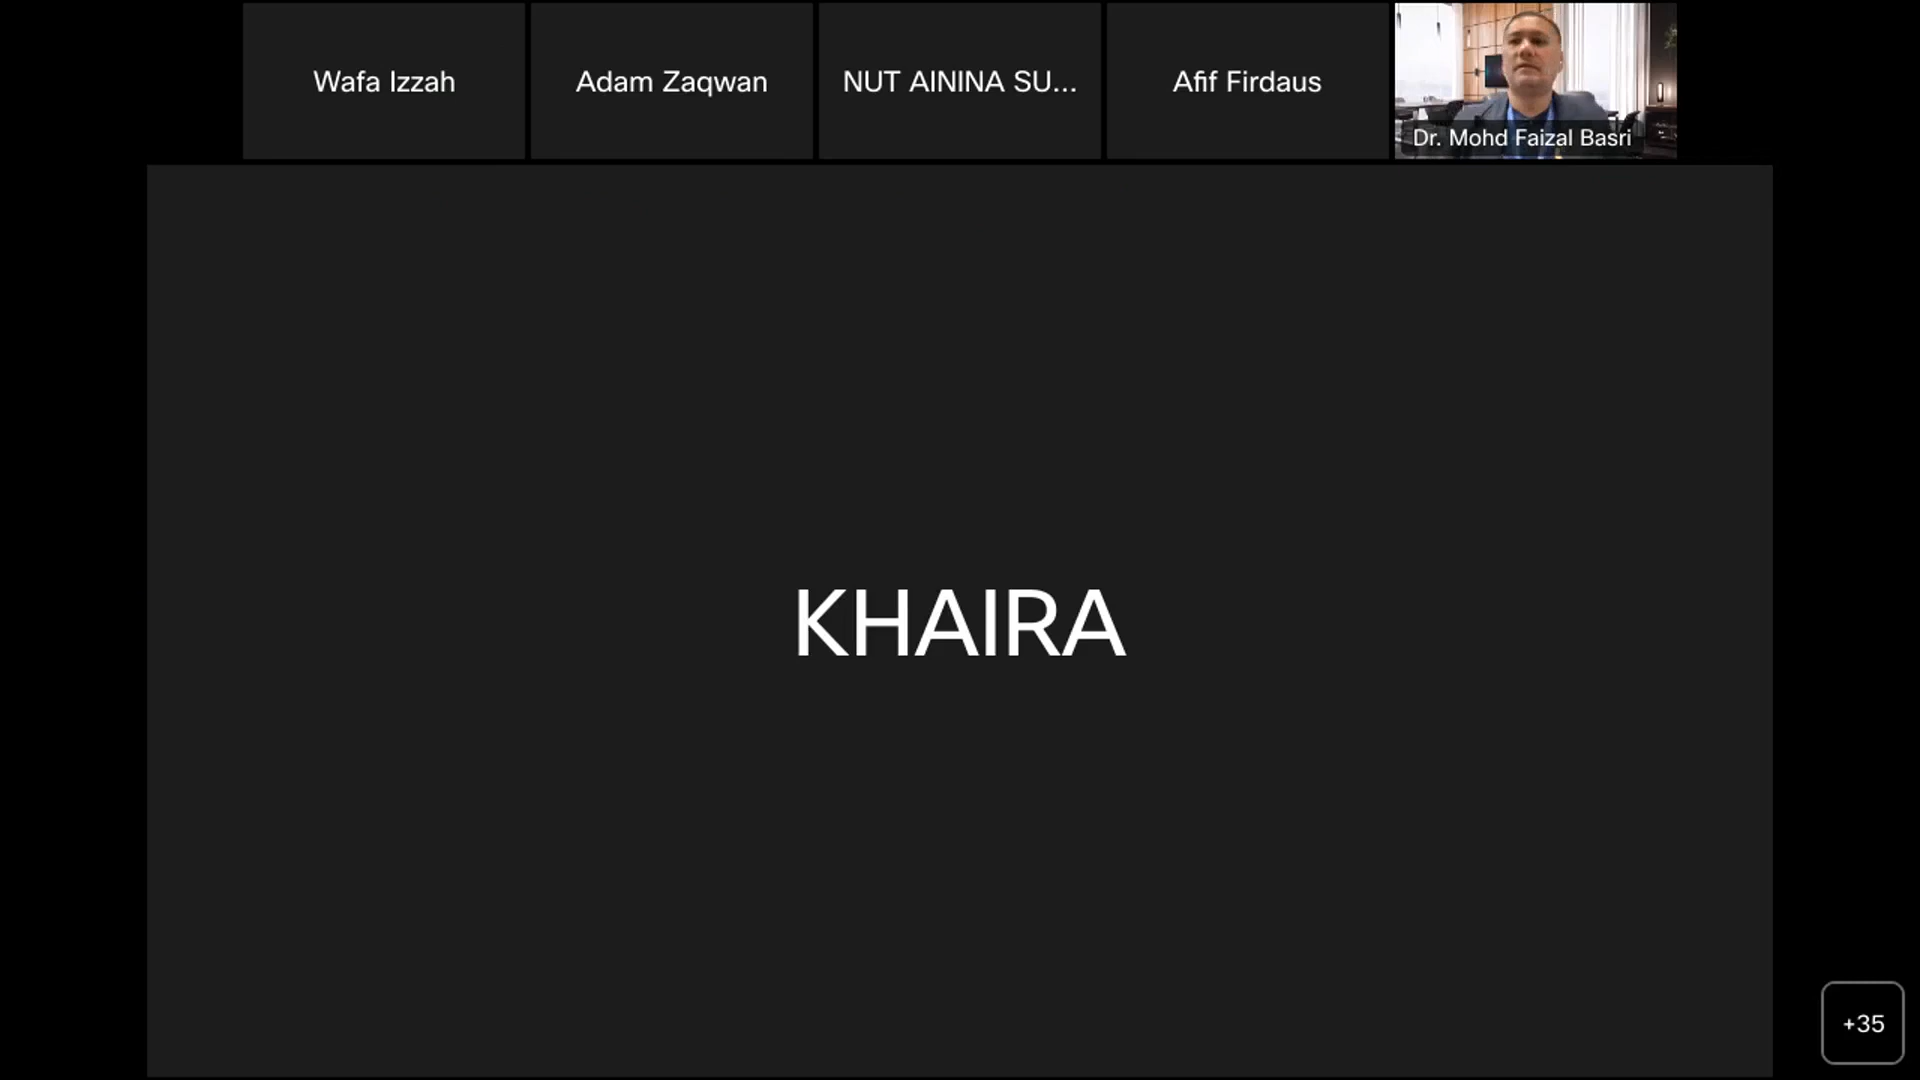 Wafa Izzah
Adam Zaqwan
NUT AININA SU...
Afif Firdaus
Dr. Mohd Faizal Basri
KHAIRA
+35